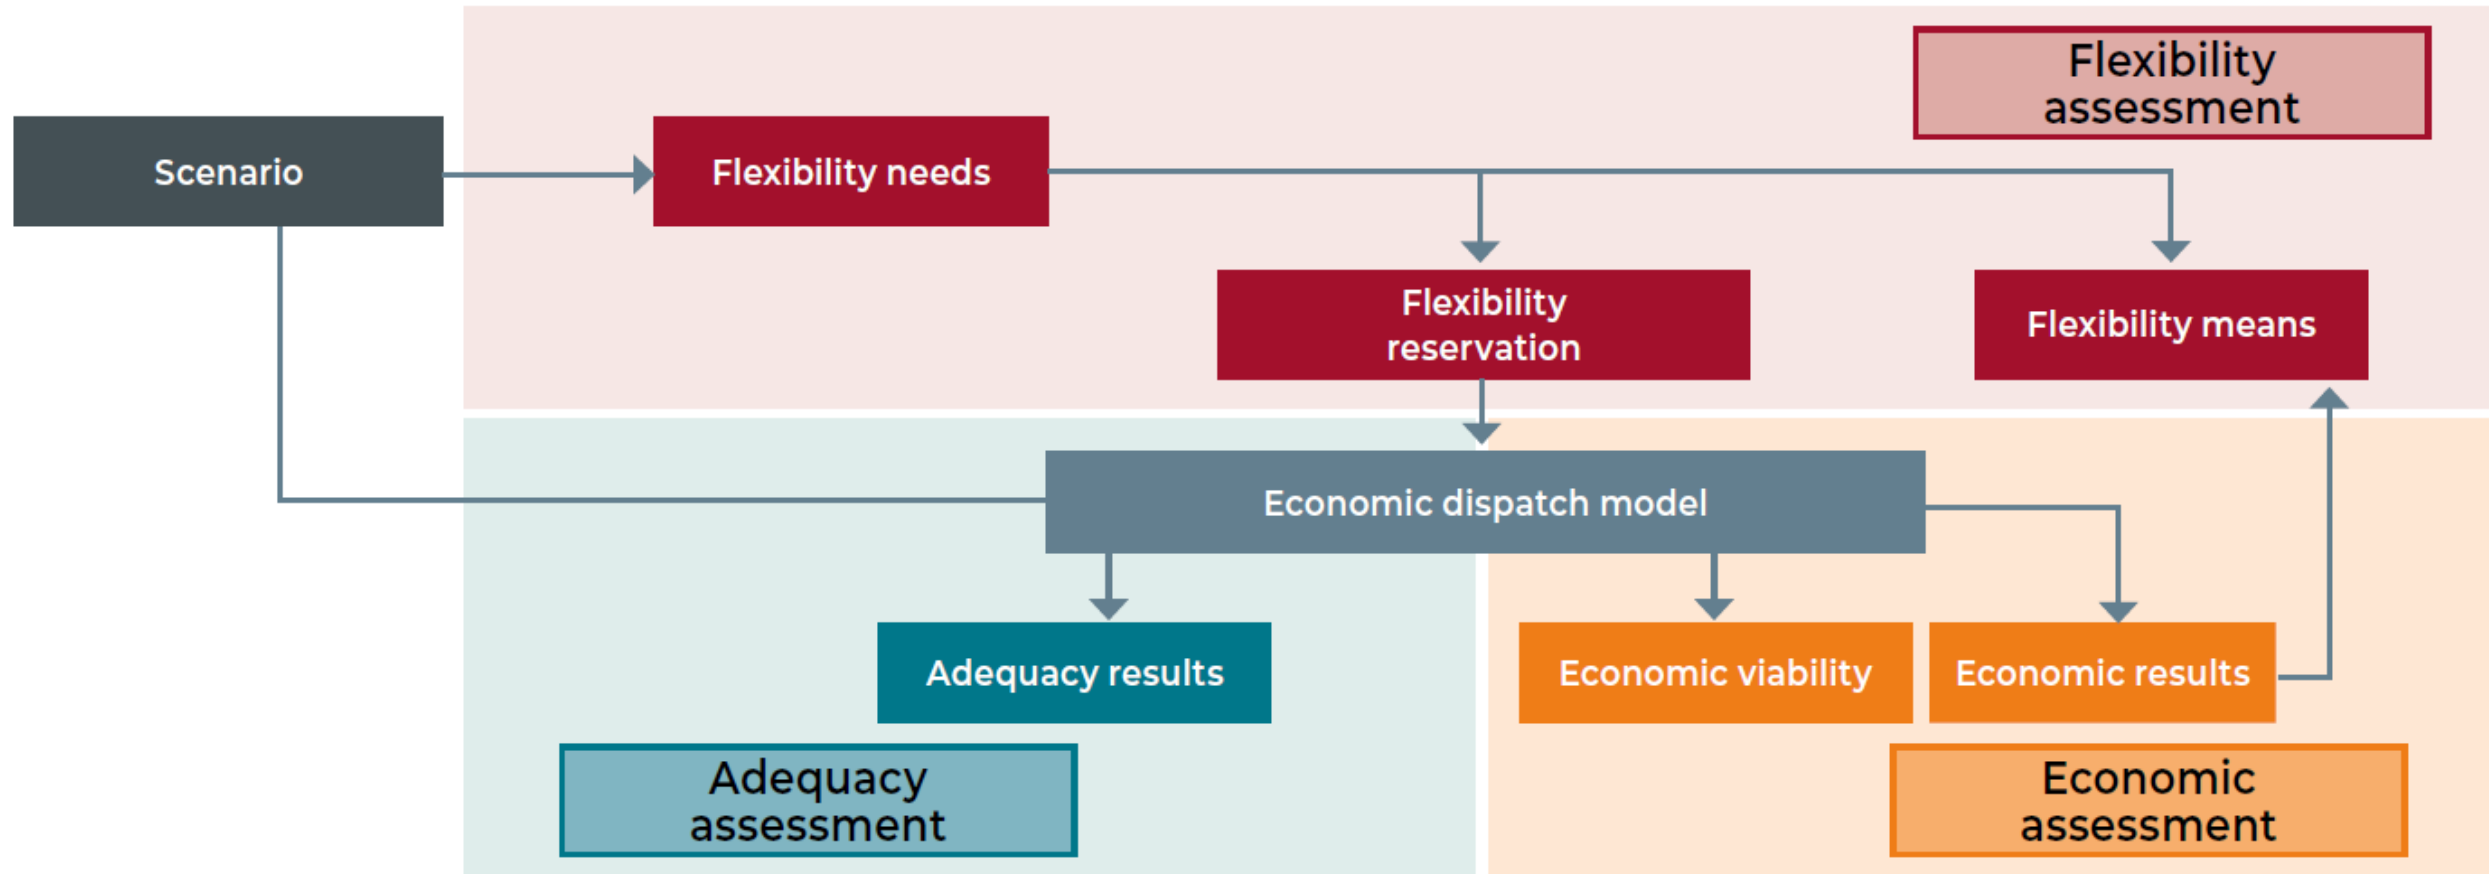 Flexibility
assessment
Scenario
Flexibility needs
Flexibility
reservation
Flexibility means
Economic dispatch model
Adequacy results
Economic viability
Economic results
Adequacy
assessment
Economic
assessment